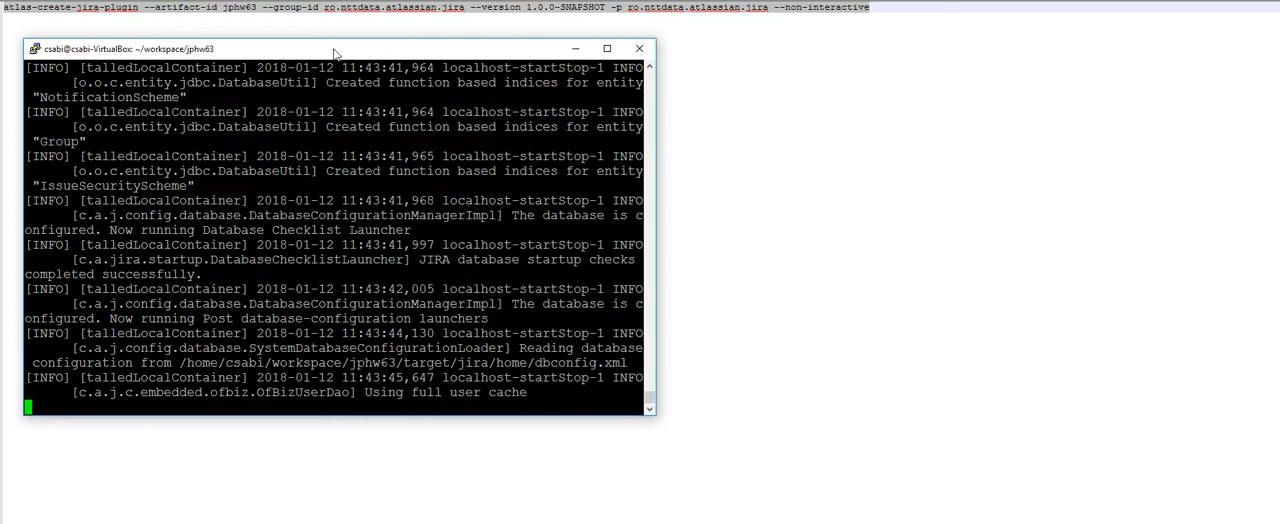 atlas-create-jira-plugin --artifact-id jphw63 --group-id ro.nttdata.atlassian.jira --version 1.0.0-SNAPSHOT -p ro.nttdata.atlassian.jira --non-interactive
csabi@csabi-VirtualBox: ~/workspace/jphw63
[INFO] [talledLocalContainer] 2018-01-12 11:43:41,964 localhost-startStop-1 INFO
[o.o.c.entity.jdbc.DatabaseUtil] Created function based indices for entity
"NotificationScheme"
[INFO] [talledLocalContainer] 2018-01-12 11:43:41,964 localhost-startStop-1 INFO
[o.o.c.entity.jdbc.DatabaseUtil] Created function based indices for entity
"Group"
[INFO] [talledLocalContainer] 2018-01-12 11:43:41,965 localhost-startStop-1 INFO
[o.o.c.entity.jdbc.DatabaseUtil] Created function based indices for entity
"IssueSecurityScheme"
[INFO] [talledLocalContainer] 2018-01-12 11:43:41,968 localhost-startStop-1 INFO
[c.a.j.config.database.DatabaseConfigurationManagerImpl] The database is c
onfigured. Now running Database Checklist Launcher
[INFO] [talledLocalContainer] 2018-01-12 11:43:41,997 localhost-startStop-1 INFO
[c.a.jira.startup.DatabaseChecklistLauncher] JIRA database startup checks
completed successfully.
[INFO] [talledLocalContainer] 2018-01-12 11:43:42,005 localhost-startStop-1 INFO
[c.a.j.config.database.DatabaseConfigurationManagerImpl] The database is c
onfigured. Now running Post database-configuration launchers
[INFO] [talledLocalContainer] 2018-01-12 11:43:44,130 localhost-startStop-1 INFO
[c.a.j.config.database.SystemDatabaseConfigurationLoader] Reading database
configuration from /home/csabi/workspace/jphw63/target/jira/home/dbconfig.xml
[INFO] [talledLocalContainer] 2018-01-12 11:43:45,647 localhost-startStop-1 INFO
[c.a.j.c.embedded.ofbiz.OfBizUserDao] Using full user cache